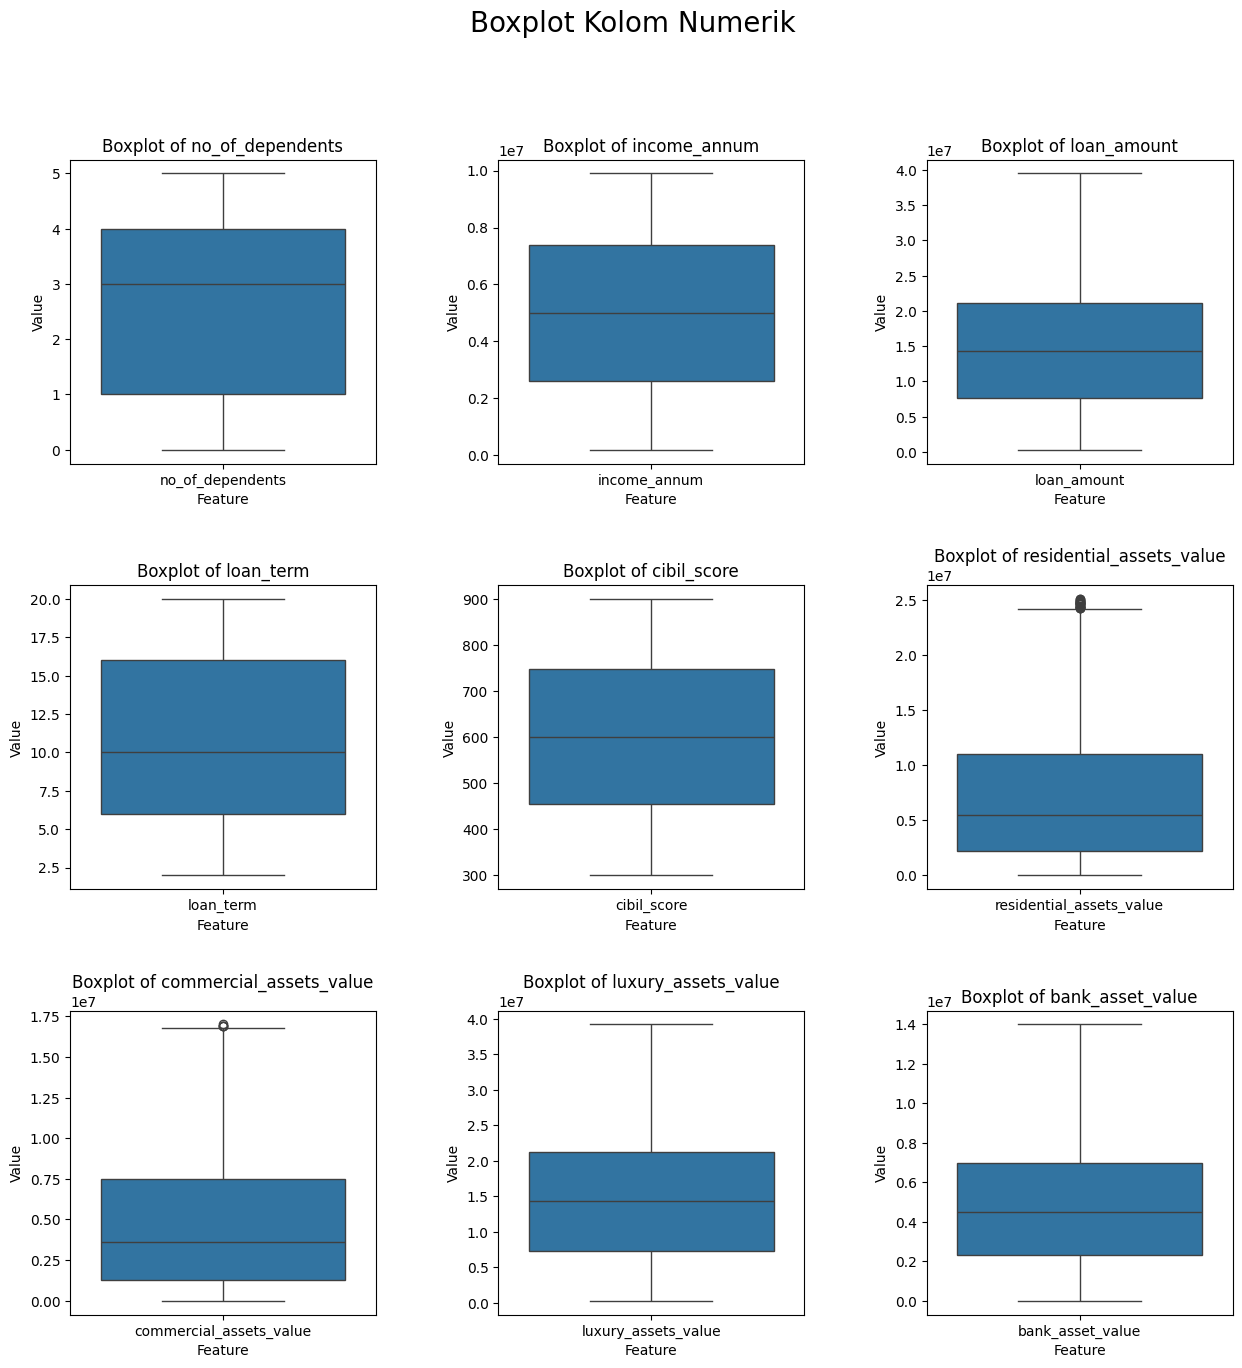 Boxplot Kolom Numerik
Boxplot of no_of_dependents
5
4
3
2
1
0
Value
no_of_dependents
Feature
Boxplot of income_annum
1e7
1.0
0.8
0.6
0.4
0.2
0.0
Value
income_annum
Feature
Boxplot of loan_amount
1e7
4.0
3.5
3.0
2.5
2.0
1.5
1.0
0.5
0.0
Value
loan_amount
Feature
Boxplot of loan_term
20.0
17.5
15.0
12.5
10.0
7.5
5.0
2.5
Value
loan_term
Feature
Boxplot of cibil_score
900
800
700
600
500
400
300
Value
cibil_score
Feature
Boxplot of residential_assets_value
1e7
2.5
2.0
1.5
1.0
0.5
0.0
Value
residential_assets_value
Feature
Boxplot of commercial_assets_value
1e7
1.75
1.50
1.25
1.00
0.75
0.50
0.25
0.00
Value
commercial_assets_value
Feature
Boxplot of luxury_assets_value
1e7
4.0
3.5
3.0
2.5
2.0
1.5
1.0
0.5
0.0
Value
luxury_assets_value
Feature
Boxplot of bank_asset_value
1e7
1.4
1.2
1.0
0.8
0.6
0.4
0.2
0.0
Value
bank_asset_value
Feature